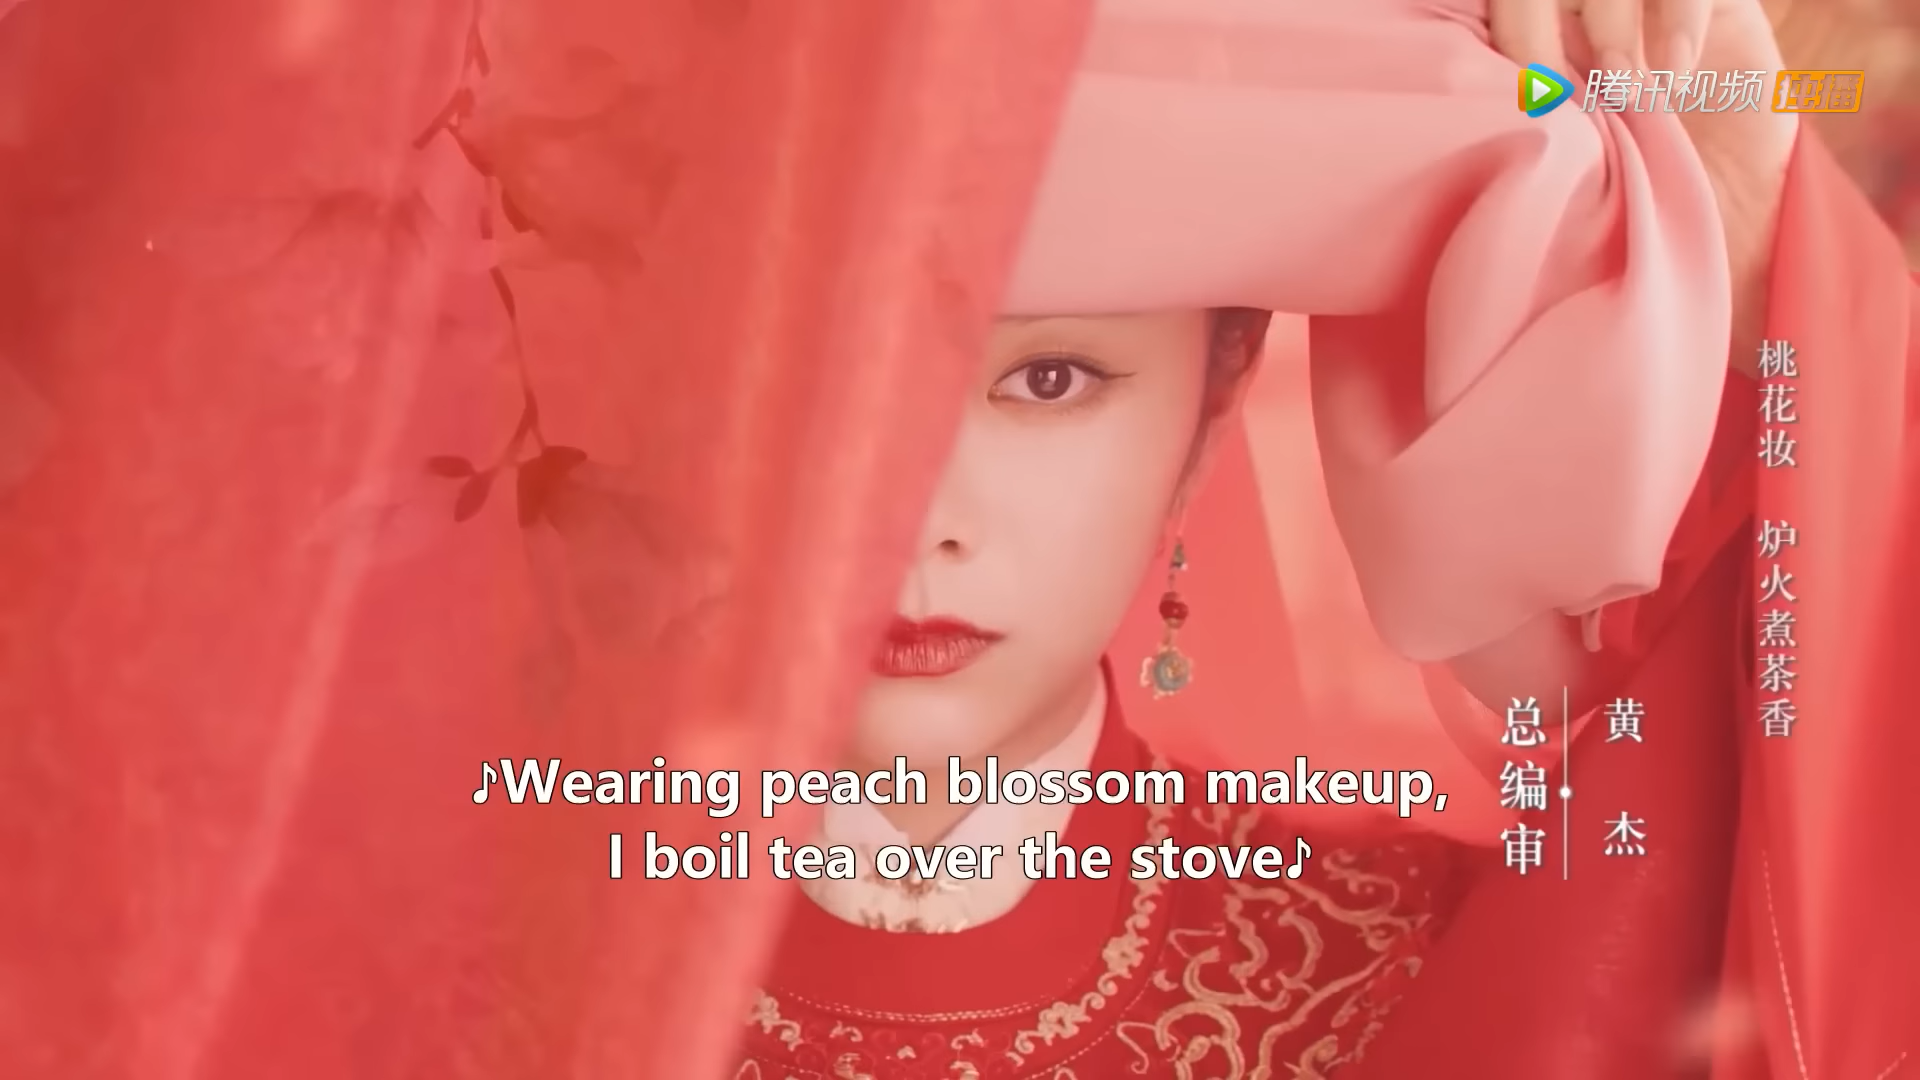 腾讯视频 独播
桃花妆 炉火煮茶香
黄杰
总编审
♪Wearing peach blossom makeup,
I boil tea over the stove♪